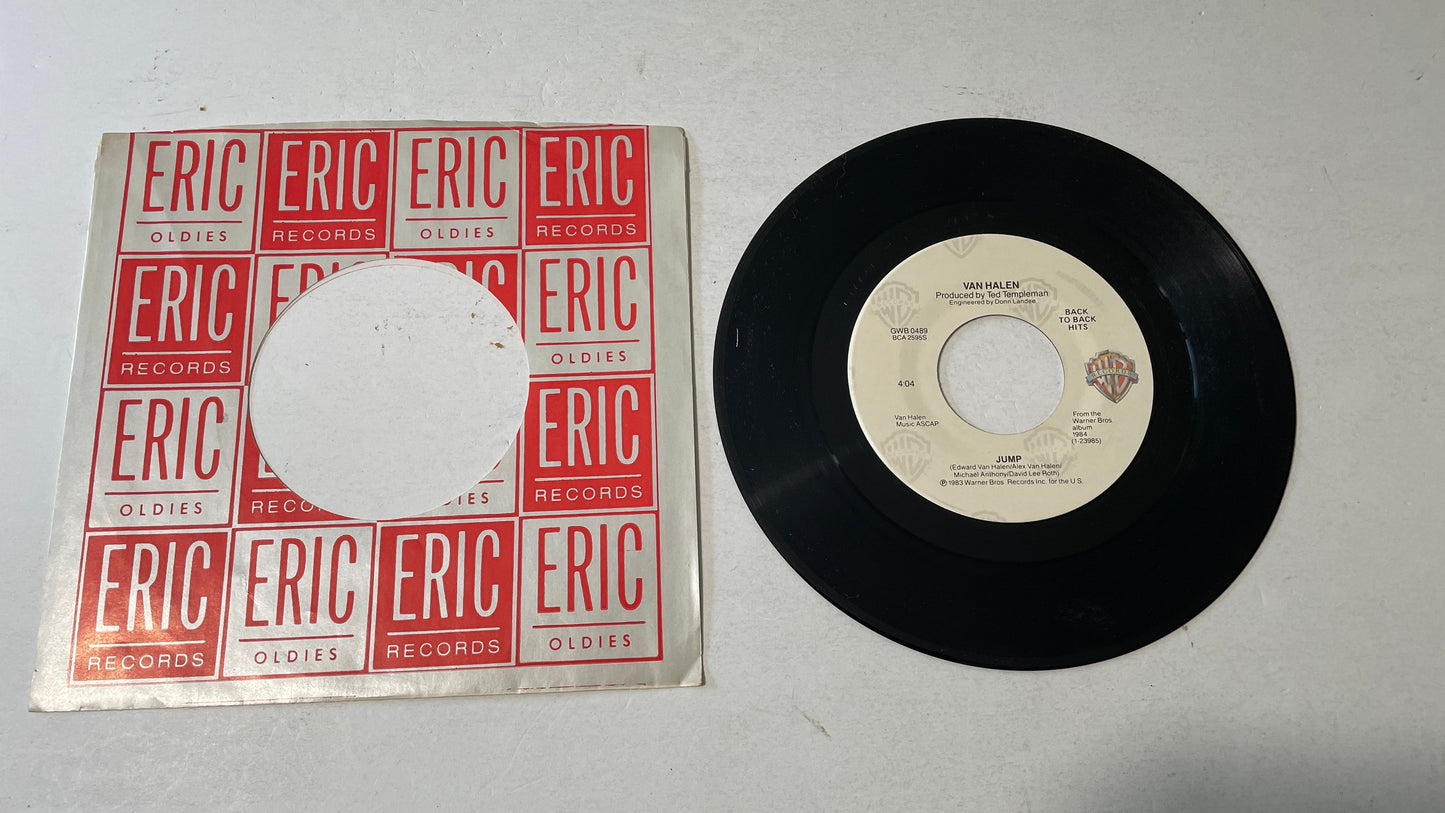 ERIC
OLDIES
ERIC
RECORDS
ERIC
OLDIES
ERIC
RECORDS
ERIC
RECORDS
ERIC
OLDIES
ERIC
OLDIES
RECORDS
ERIC
RECORDS
ERIC
RECORDS
ERIC
OLDIES
ERIC
RECORDS
ERIC
OLDIES
VAN HALEN
Produced by Ted Templeman
Engineered by Donn Landee
GWB 0489
BCA 2595S
BACK
TO BACK
HITS
RECORDS
4:04
Van Halen
Music ASCAP
From the
Warner Bros.
album
1984
(1-23985)
JUMP
(Edward Van Halen/Alex Van Halen/
Michael Anthony/David Lee Roth)
℗ 1983 Warner Bros. Records Inc. for the U.S.